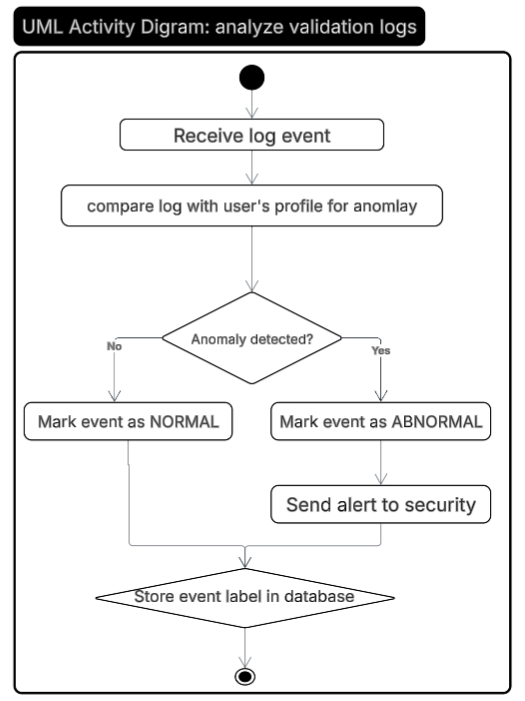 UML Activity Digram: analyze validation logs
Receive log event
compare log with user's profile for anomlay
Anomaly detected?
No
Yes
Mark event as NORMAL
Mark event as ABNORMAL
Send alert to security
Store event label in database